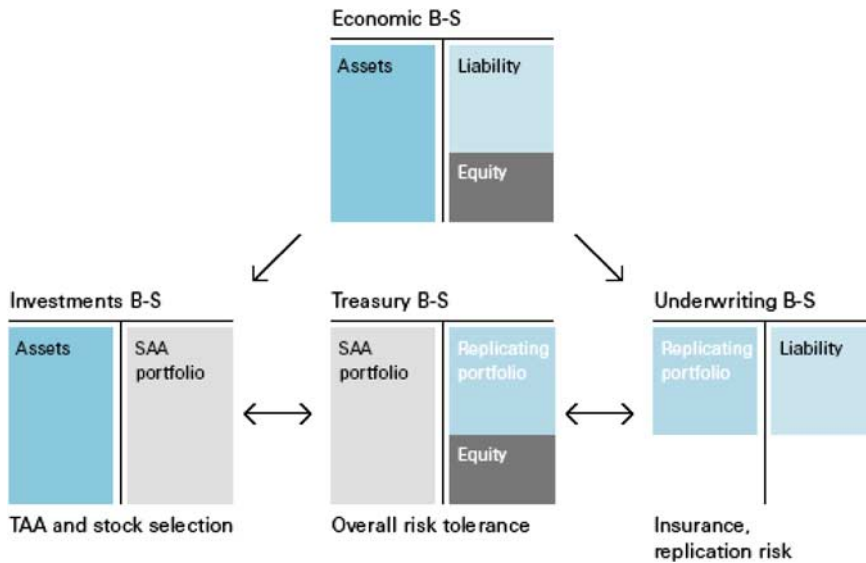 Economic B-S
Assets
Liability
Equity
Investments B-S
Assets
SAA
portfolio
TAA and stock selection
Treasury B-S
SAA
portfolio
Replicating
portfolio
Equity
Overall risk tolerance
Underwriting B-S
Replicating
portfolio
Liability
Insurance,
replication risk